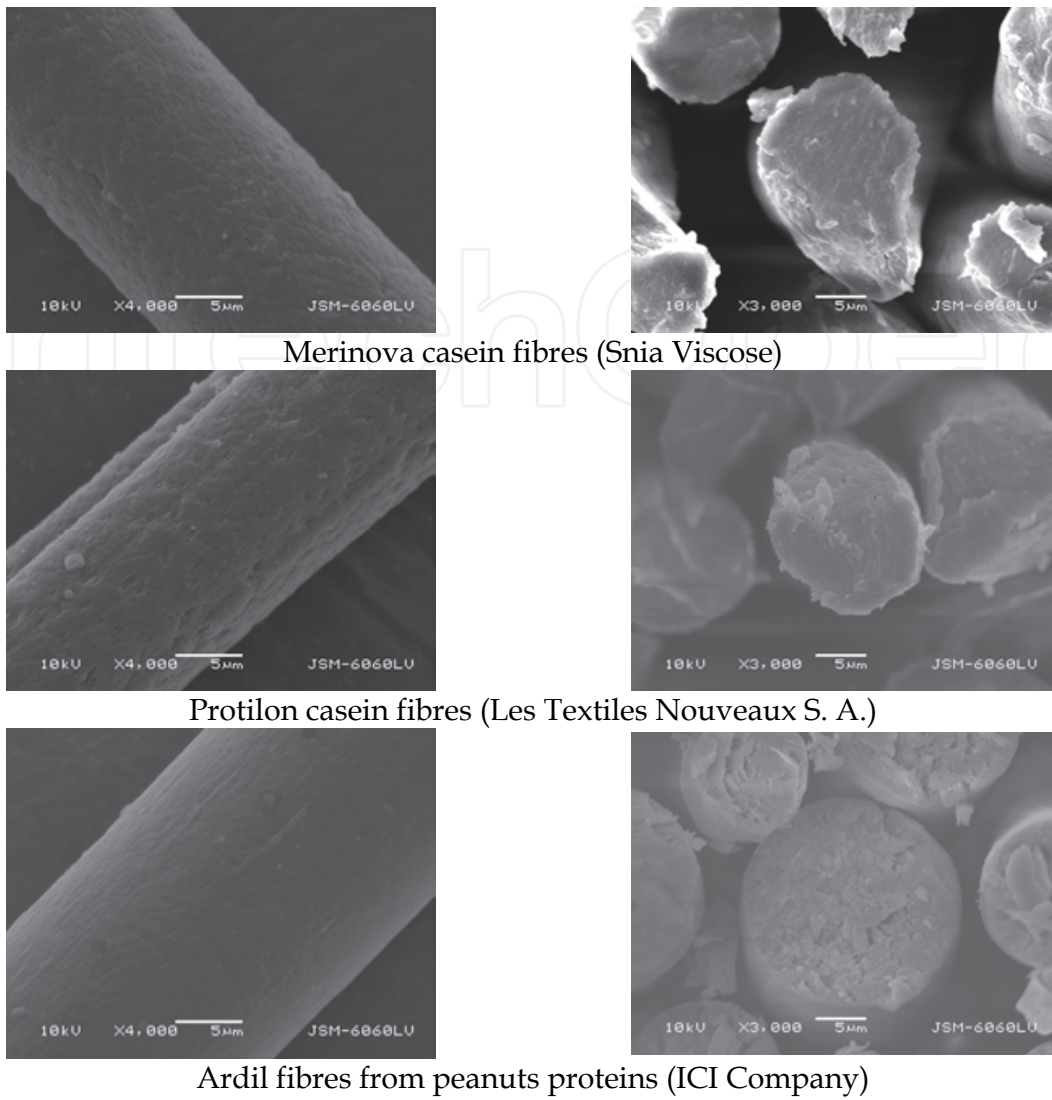 10kV X4,000 5µm JSM-6060LV
10kV X3,000 5µm JSM-6060LV
Merinova casein fibres (Snia Viscose)
10kV X4,000 5µm JSM-6060LV
10kV X3,000 5µm JSM-6060LV
Protilon casein fibres (Les Textiles Nouveaux S. A.)
10kV X4,000 5µm JSM-6060LV
10kV X3,000 5µm JSM-6060LV
Ardil fibres from peanuts proteins (ICI Company)